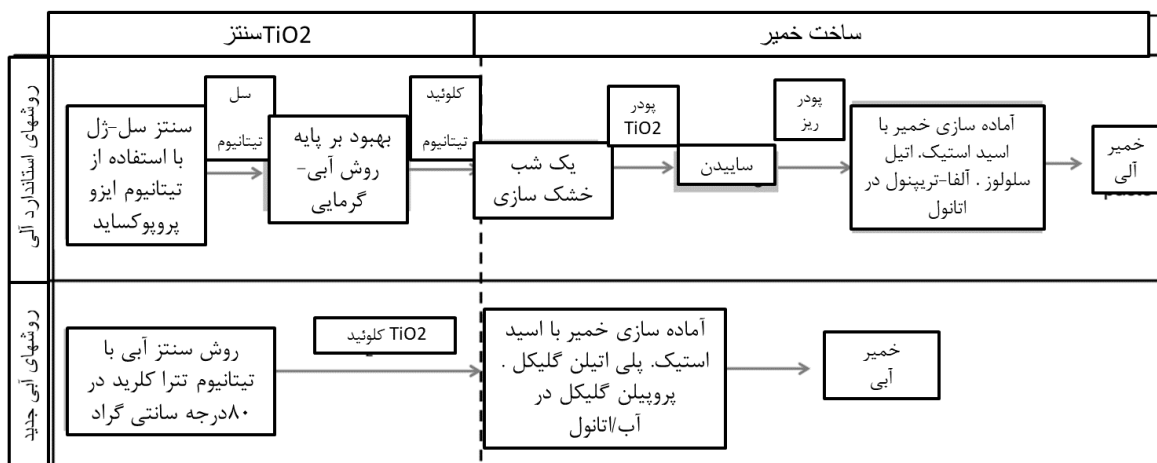 سنتزTiO2
ساخت خمیر
روشهای استاندارد آلی
سنتز سل-ژل
با استفاده از
تیتانیوم ایزو
پروپوکساید
سل
تیتانیوم
بهبود بر پایه
روش آبی-
گرمایی
کلوئید
تیتانیوم
یک شب
خشک سازی
پودر
TiO2
ساییدن
پودر
ریز
آماده سازی خمیر با
اسید استیک. اتیل
سلولوز . آلفا-تریپنول در
اتانول
خمیر
آلی
روشهای آبی جدید
روش سنتز آبی با
تیتانیوم تترا کلرید در
۸۰درجه سانتی گراد
کلوئید TiO2
آماده سازی خمیر با اسید
استیک. پلی اتیلن گلیکل .
پروپیلن گلیکل در
آب/اتانول
خمیر
آبی